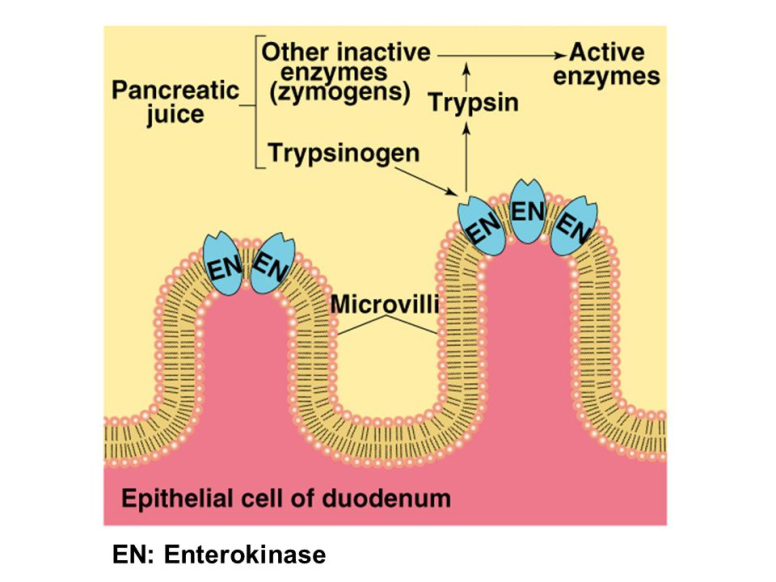 Other inactive
enzymes
(zymogens)
Active
enzymes
Pancreatic
juice
Trypsin
Trypsinogen
EN
EN
EN
EN
EN
Microvilli
Epithelial cell of duodenum
EN: Enterokinase